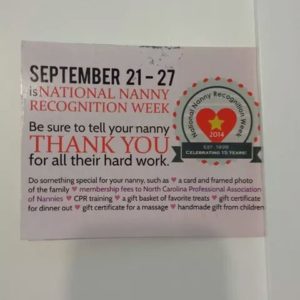 SEPTEMBER 21 – 27
is NATIONAL NANNY
RECOGNITION WEEK
Be sure to tell your nanny
THANK YOU
for all their hard work.
Do something special for your nanny, such as ♥ a card and framed photo
of the family ♥ membership fees to North Carolina Professional Association
of Nannies ♥ CPR training ♥ a gift basket of favorite treats ♥ gift certificate
for dinner out ♥ gift certificate for a massage ♥ handmade gift from children
National Nanny Recognition Week
2014
CELEBRATING 15 YEARS!